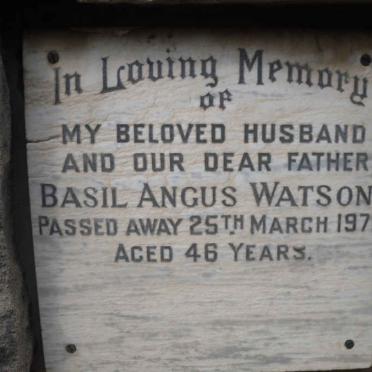 In Loving Memory
OF
MY BELOVED HUSBAND
AND OUR DEAR FATHER
BASIL ANGUS WATSON
PASSED AWAY 25TH MARCH 197
AGED 46 YEARS.